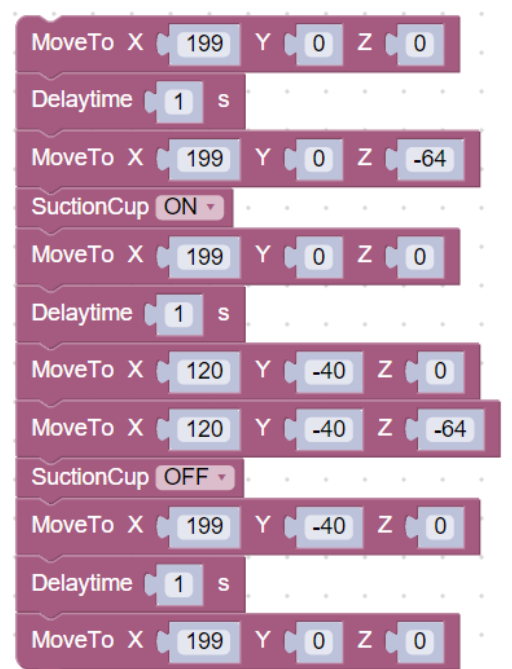 MoveTo X 199 Y 0 Z 0
Delaytime 1 s
MoveTo X 199 Y 0 Z -64
SuctionCup ON
MoveTo X 199 Y 0 Z 0
Delaytime 1 s
MoveTo X 120 Y -40 Z 0
MoveTo X 120 Y -40 Z -64
SuctionCup OFF
MoveTo X 199 Y -40 Z 0
Delaytime 1 s
MoveTo X 199 Y 0 Z 0